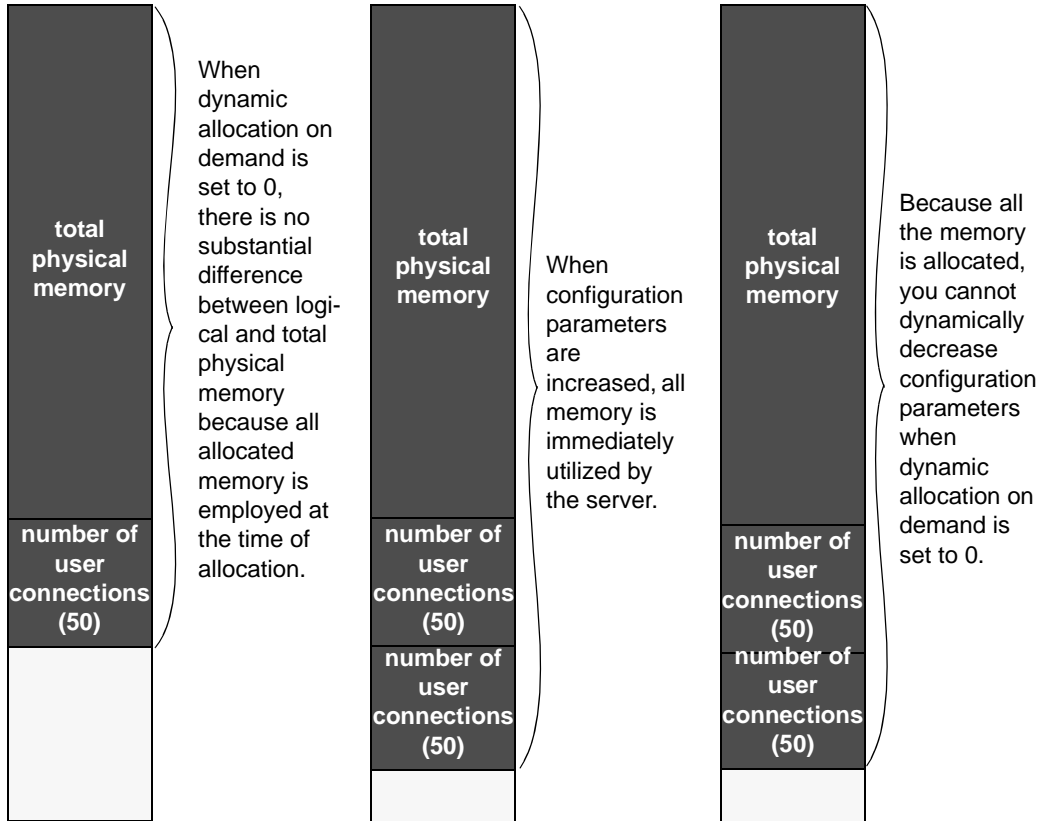 total
physical
memory
number of
user
connections
(50)
When
dynamic
allocation on
demand is
set to 0,
there is no
substantial
difference
between logi-
cal and total
physical
memory
because all
allocated
memory is
employed at
the time of
allocation.
total
physical
memory
number of
user
connections
(50)
number of
user
connections
(50)
When
configuration
parameters
are
increased, all
memory is
immediately
utilized by
the server.
total
physical
memory
number of
user
connections
(50)
number of
user
connections
(50)
Because all
the memory
is allocated,
you cannot
dynamically
decrease
configuration
parameters
when
dynamic
allocation on
demand is
set to 0.